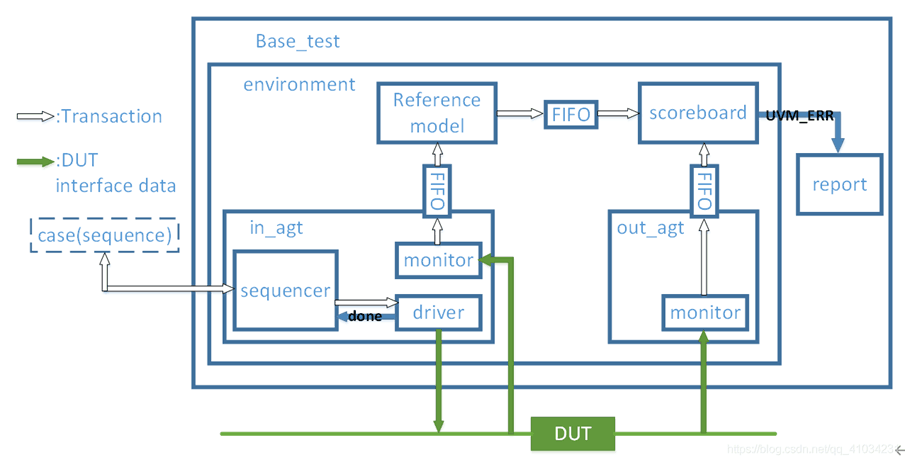 Base_test
environment
Reference
model
FIFO
scoreboard
UVM_ERR
:Transaction
:DUT
interface data
FIFO
FIFO
report
case(sequence)
in_agt
out_agt
monitor
sequencer
done
driver
monitor
DUT
https://blog.csdn.net/qq_4103423